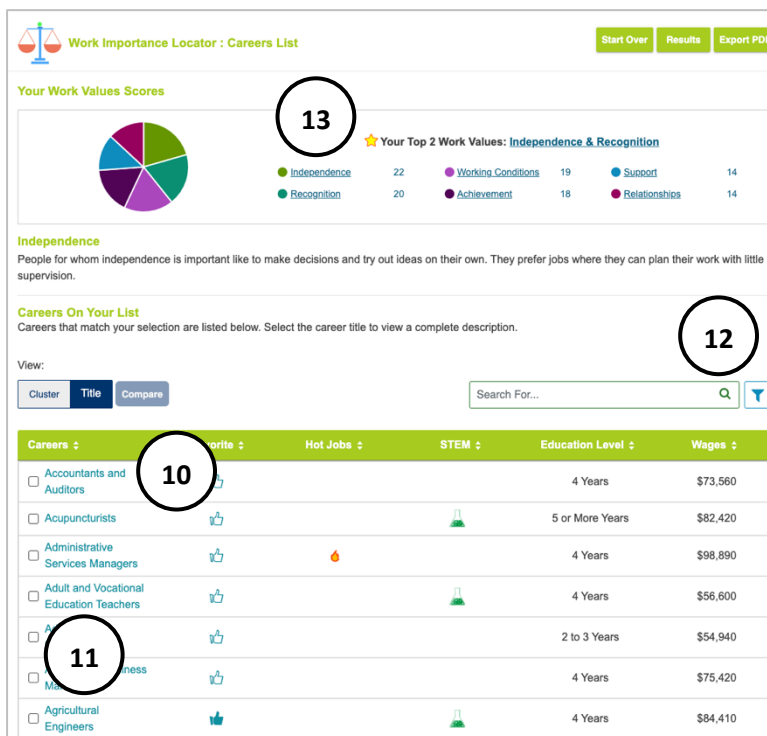 Work Importance Locator : Careers List
Start Over Results Export PDF
Your Work Values Scores
13
Your Top 2 Work Values: Independence & Recognition
Independence 22 Working Conditions 19 Support 14
Recognition 20 Achievement 18 Relationships 14
Independence
People for whom independence is important like to make decisions and try out ideas on their own. They prefer jobs where they can plan their work with little
supervision.
Careers On Your List
Careers that match your selection are listed below. Select the career title to view a complete description.
12
View:
Cluster Title Compare
Search For...
Careers orite Hot Jobs STEM Education Level Wages
10
Accountants and
Auditors
4 Years $73,560
Acupuncturists 5 or More Years $82,420
Administrative
Services Managers
4 Years $98,890
Adult and Vocational
Education Teachers
4 Years $56,600
2 to 3 Years $54,940
11
iness
4 Years $75,420
Agricultural
Engineers
4 Years $84,410